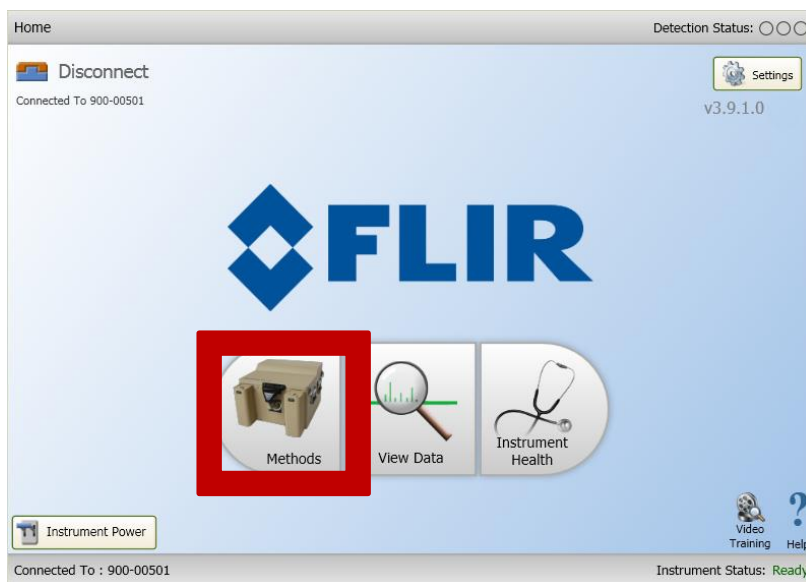 Home
Detection Status:
Disconnect
Connected To 900-00501
Settings
v3.9.1.0
FLIR
Methods
View Data
Instrument
Health
Instrument Power
Video
Training
?
Help
Connected To : 900-00501
Instrument Status: Ready